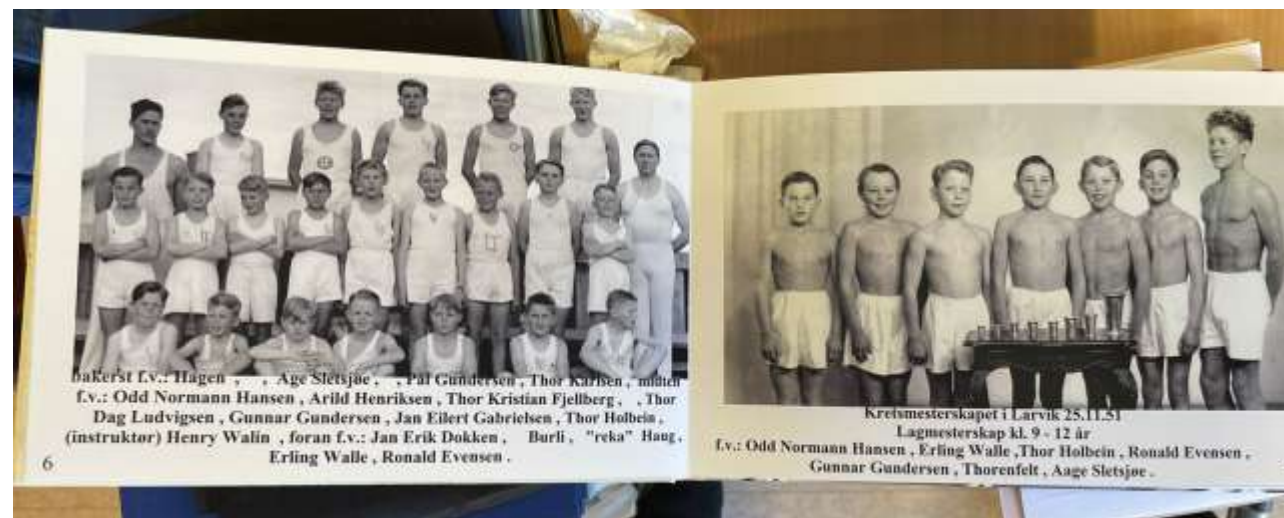 bakerst f.v.: Hagen , , Age Sletsjøe , , Pål Gundersen , Thor Karlsen , midten
f.v.: Odd Normann Hansen , Arild Henriksen , Thor Kristian Fjellberg , , Thor
Dag Ludvigsen , Gunnar Gundersen , Jan Eilert Gabrielsen , Thor Holbein ,
(instruktør) Henry Walin , foran f.v.: Jan Erik Dokken , Burli , "reka" Haug ,
Erling Walle , Ronald Evensen .
6
Kretsmesterskapet i Larvik 25.11.51
Lagmesterskap kl. 9 - 12 år
f.v.: Odd Normann Hansen , Erling Walle ,Thor Holbein , Ronald Evensen ,
Gunnar Gundersen , Thorenfelt , Aage Sletsjøe .